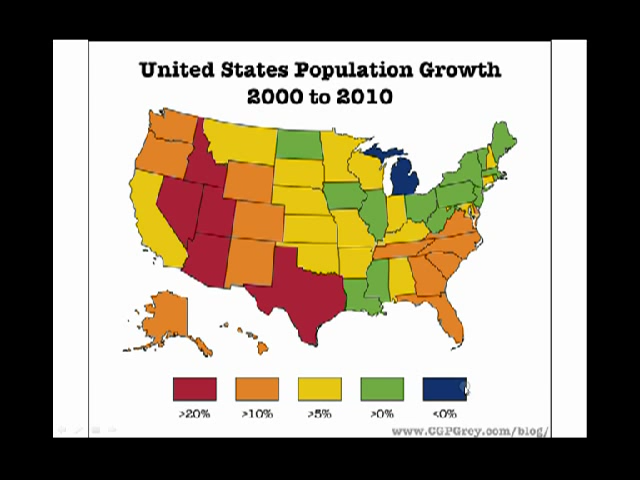 United States Population Growth
2000 to 2010
>20% >10% >5% >0% <0%
www.CGPGrey.com/blog/